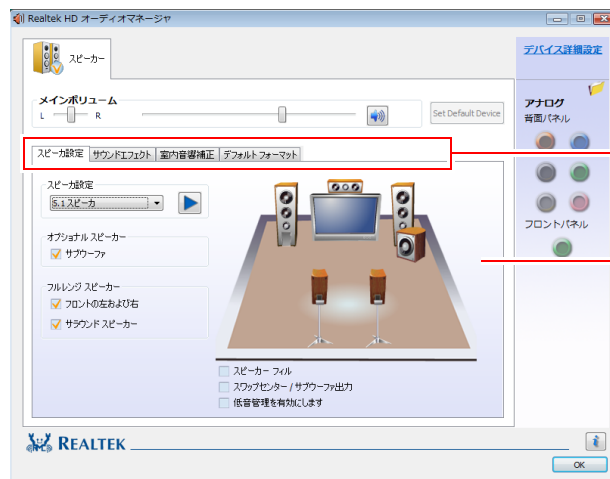 Realtek HD オーディオマネージャ
スピーカー
デバイス詳細設定
メインボリューム
L R
Set Default Device
アナログ
背面パネル
スピーカ設定 サウンドエフェクト 室内音響補正 デフォルトフォーマット
スピーカ設定
5.1スピーカ
オプショナル スピーカー
サブウーファ
フルレンジ スピーカー
フロントの左および右
サラウンド スピーカー
フロントパネル
スピーカー フィル
スワップセンター / サブウーファ出力
低音管理を有効にします
REALTEK
i
OK